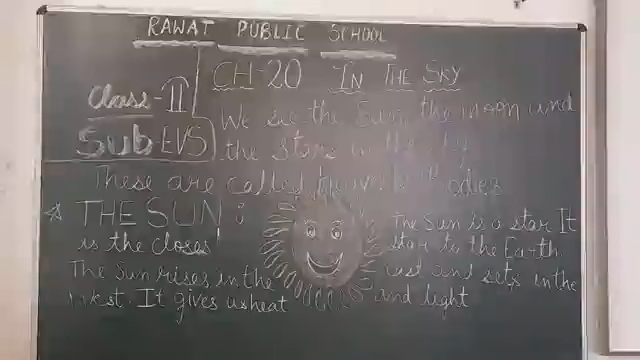 RAWAT PUBLIC SCHOOL
CH-20 IN THE SKY
Class-II
Sub EVS
We see the Sun, the moon and
the stars in the sky
These are called Heavenly Bodies
THE SUN: The Sun is a star It
is the closest star to the Earth
The Sun rises in the east and sets in the
west. It gives us heat and light